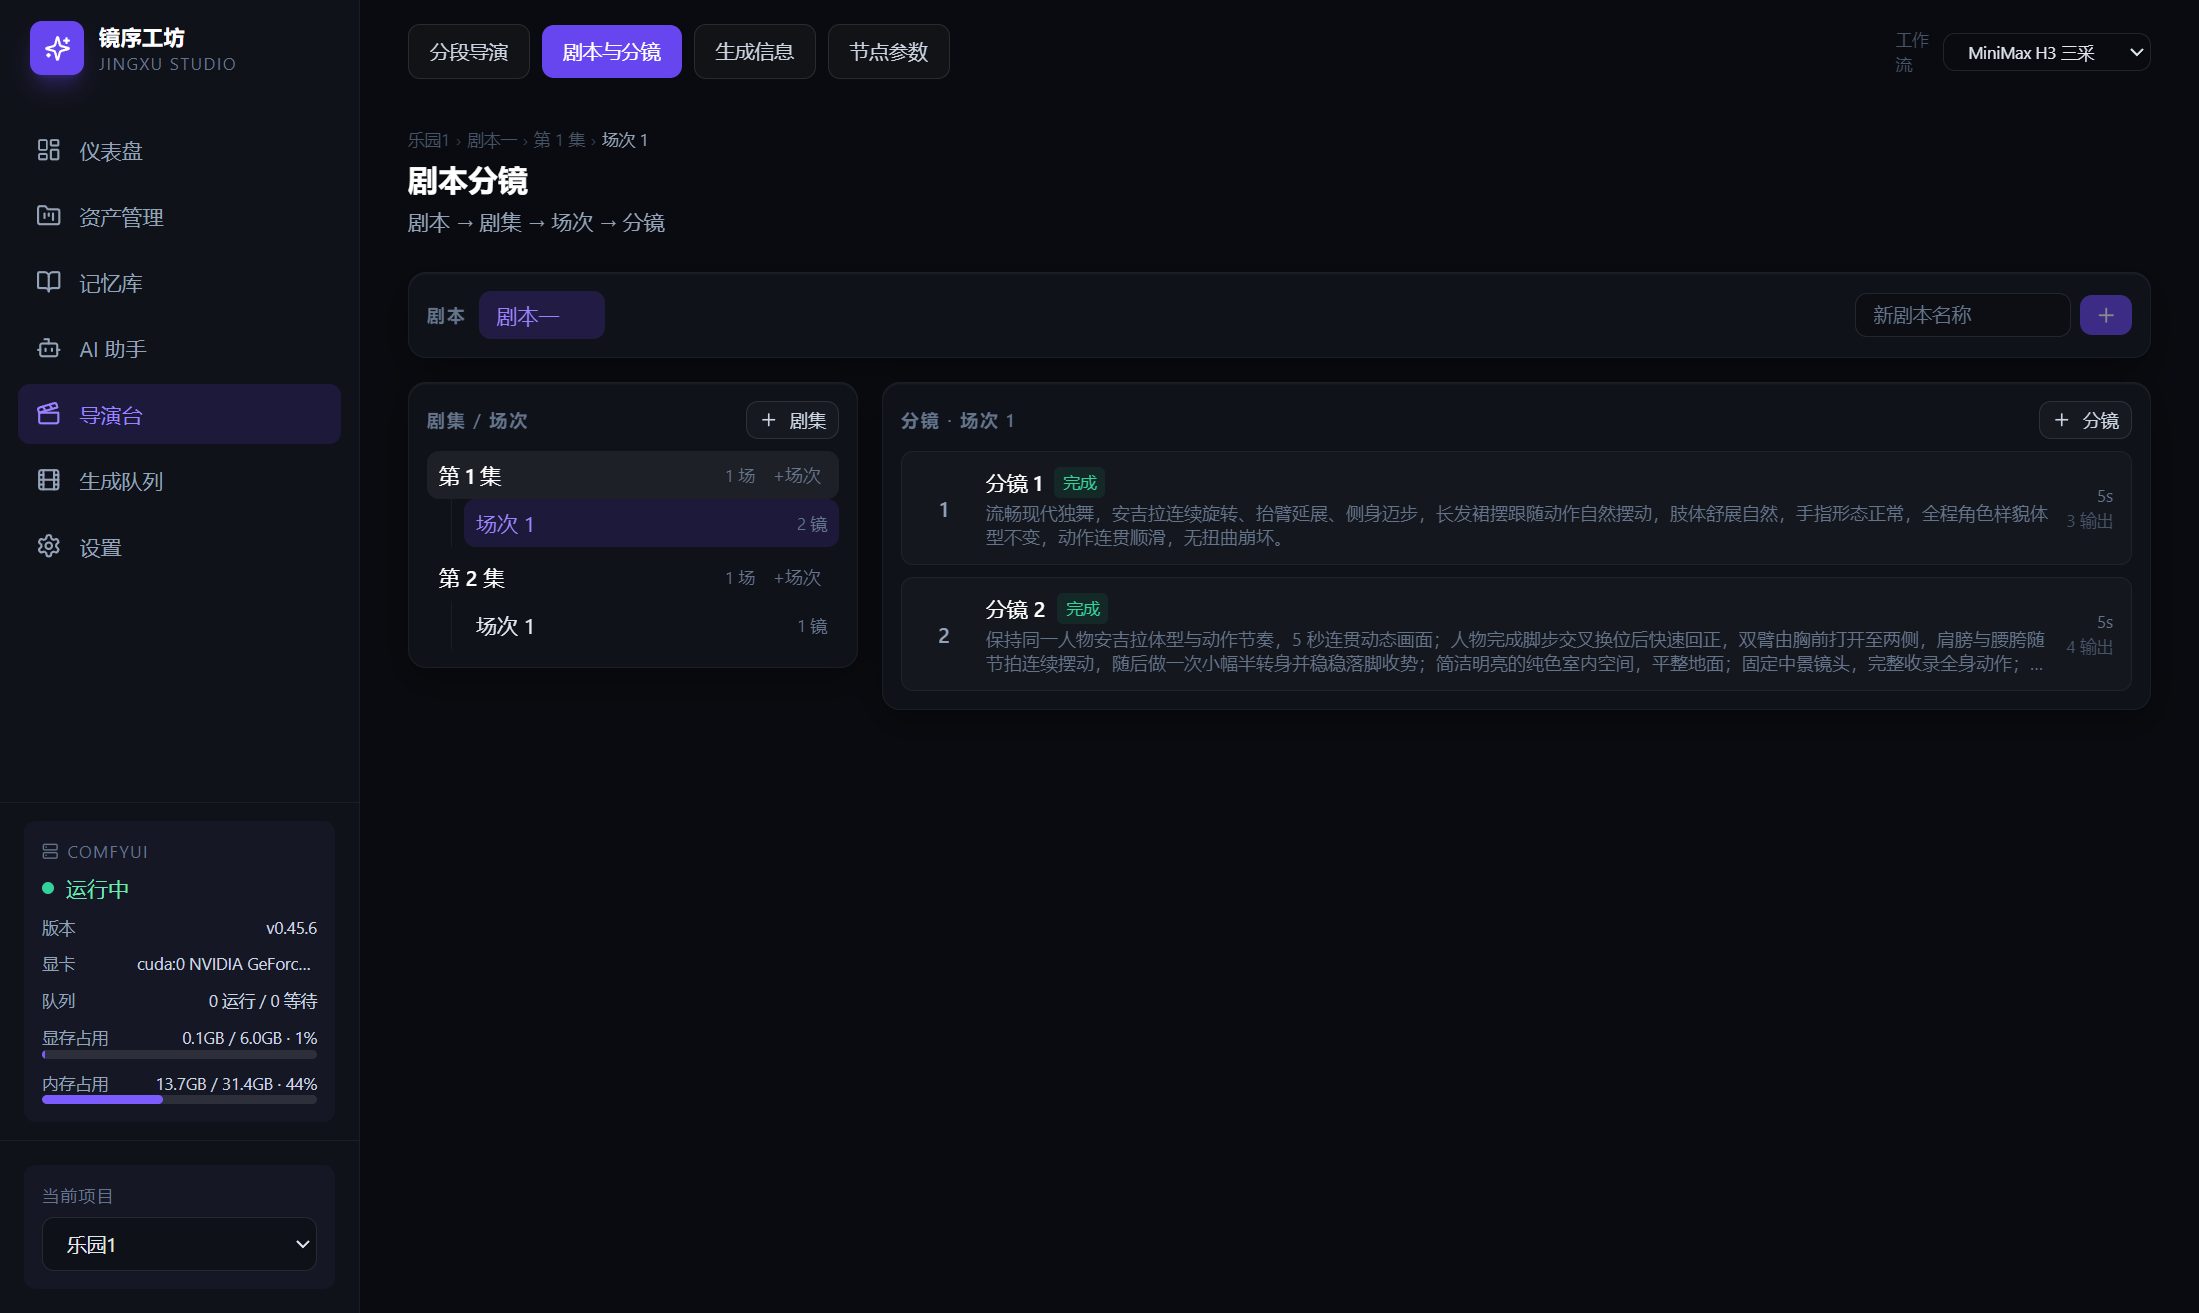 镜序工坊
JINGXU STUDIO
仪表盘
资产管理
记忆库
AI 助手
导演台
生成队列
设置
COMFYUI
运行中
版本 v0.45.6
显卡 cuda:0 NVIDIA GeForc...
队列 0 运行 / 0 等待
显存占用 0.1GB / 6.0GB · 1%
内存占用 13.7GB / 31.4GB · 44%
当前项目
乐园1
分段导演 剧本与分镜 生成信息 节点参数
工作
流
MiniMax H3 三采
乐园1 › 剧本一 › 第 1 集 › 场次 1
剧本分镜
剧本 → 剧集 → 场次 → 分镜
剧本 剧本一 新剧本名称 +
剧集 / 场次 + 剧集
第 1 集 1 场 +场次
场次 1 2 镜
第 2 集 1 场 +场次
场次 1 1 镜
分镜 · 场次 1 + 分镜
1
分镜 1 完成
流畅现代独舞，安吉拉连续旋转、抬臂延展、侧身迈步，长发裙摆跟随动作自然摆动，肢体舒展自然，手指形态正常，全程角色样貌体
型不变，动作连贯顺滑，无扭曲崩坏。
5s
3 输出
2
分镜 2 完成
保持同一人物安吉拉体型与动作节奏，5 秒连贯动态画面；人物完成脚步交叉换位后快速回正，双臂由胸前打开至两侧，肩膀与腰胯随
节拍连续摆动，随后做一次小幅半转身并稳稳落脚收势；简洁明亮的纯色室内空间，平整地面；固定中景镜头，完整收录全身动作；...
5s
4 输出